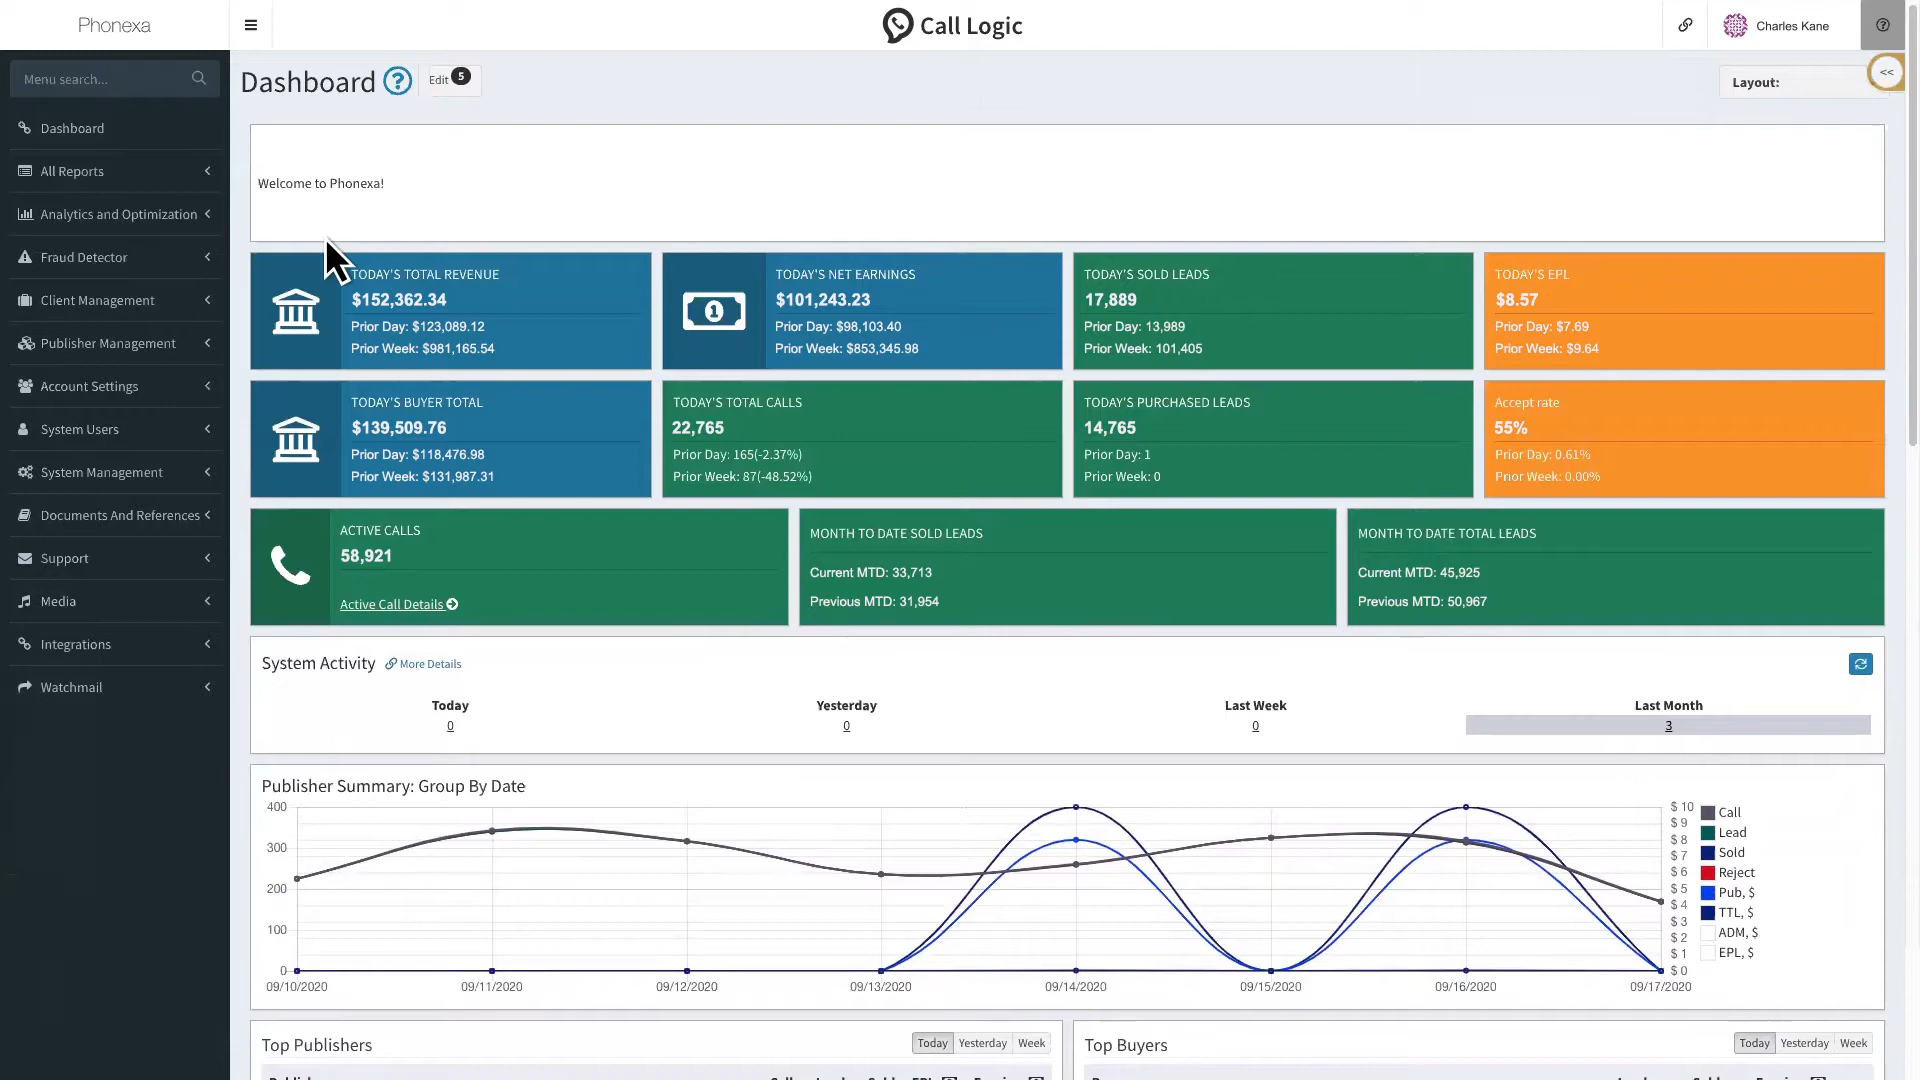 Phonexa
Call Logic
Charles Kane
Menu search...
Dashboard
Edit 5
Layout:
<<
Dashboard
All Reports
Analytics and Optimization
Fraud Detector
Client Management
Publisher Management
Account Settings
System Users
System Management
Documents And References
Support
Media
Integrations
Watchmail
Welcome to Phonexa!
TODAY'S TOTAL REVENUE
$152,362.34
Prior Day: $123,089.12
Prior Week: $981,165.54
TODAY'S NET EARNINGS
$101,243.23
Prior Day: $98,103.40
Prior Week: $853,345.98
TODAY'S SOLD LEADS
17,889
Prior Day: 13,989
Prior Week: 101,405
TODAY'S EPL
$8.57
Prior Day: $7.69
Prior Week: $9.64
TODAY'S BUYER TOTAL
$139,509.76
Prior Day: $118,476.98
Prior Week: $131,987.31
TODAY'S TOTAL CALLS
22,765
Prior Day: 165(-2.37%)
Prior Week: 87(-48.52%)
TODAY'S PURCHASED LEADS
14,765
Prior Day: 1
Prior Week: 0
Accept rate
55%
Prior Day: 0.61%
Prior Week: 0.00%
ACTIVE CALLS
58,921
Active Call Details
MONTH TO DATE SOLD LEADS
Current MTD: 33,713
Previous MTD: 31,954
MONTH TO DATE TOTAL LEADS
Current MTD: 45,925
Previous MTD: 50,967
System Activity More Details
Today Yesterday Last Week Last Month
0 0 0 3
Publisher Summary: Group By Date
400
300
200
100
0
$ 10
$ 9
$ 8
$ 7
$ 6
$ 5
$ 4
$ 3
$ 2
$ 1
$ 0
Call
Lead
Sold
Reject
Pub, $
TTL, $
ADM, $
EPL, $
09/10/2020 09/11/2020 09/12/2020 09/13/2020 09/14/2020 09/15/2020 09/16/2020 09/17/2020
Top Publishers Today Yesterday Week
Top Buyers Today Yesterday Week